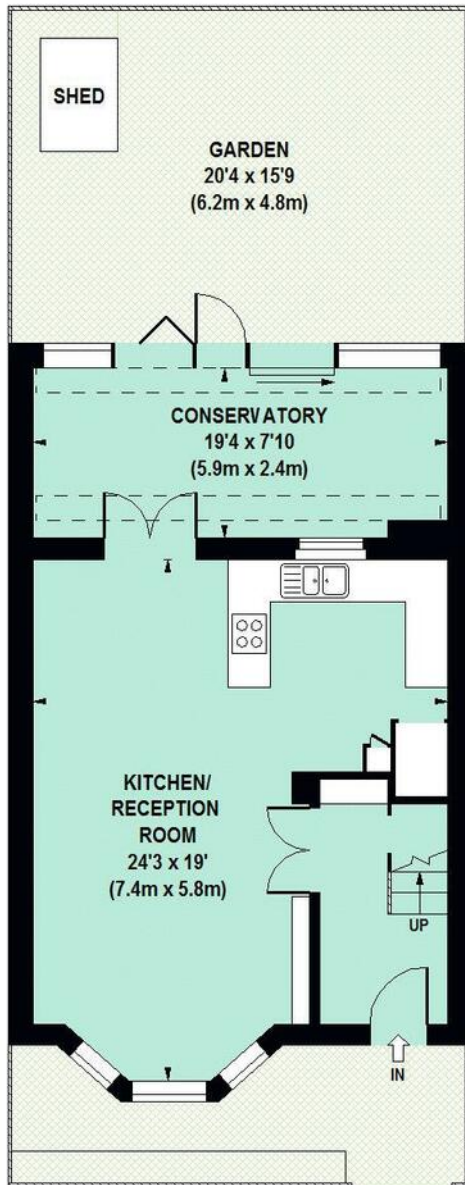 SHED
GARDEN
20'4 x 15'9
(6.2m x 4.8m)
CONSERVATORY
19'4 x 7'10
(5.9m x 2.4m)
KITCHEN/
RECEPTION
ROOM
24'3 x 19'
(7.4m x 5.8m)
UP
IN